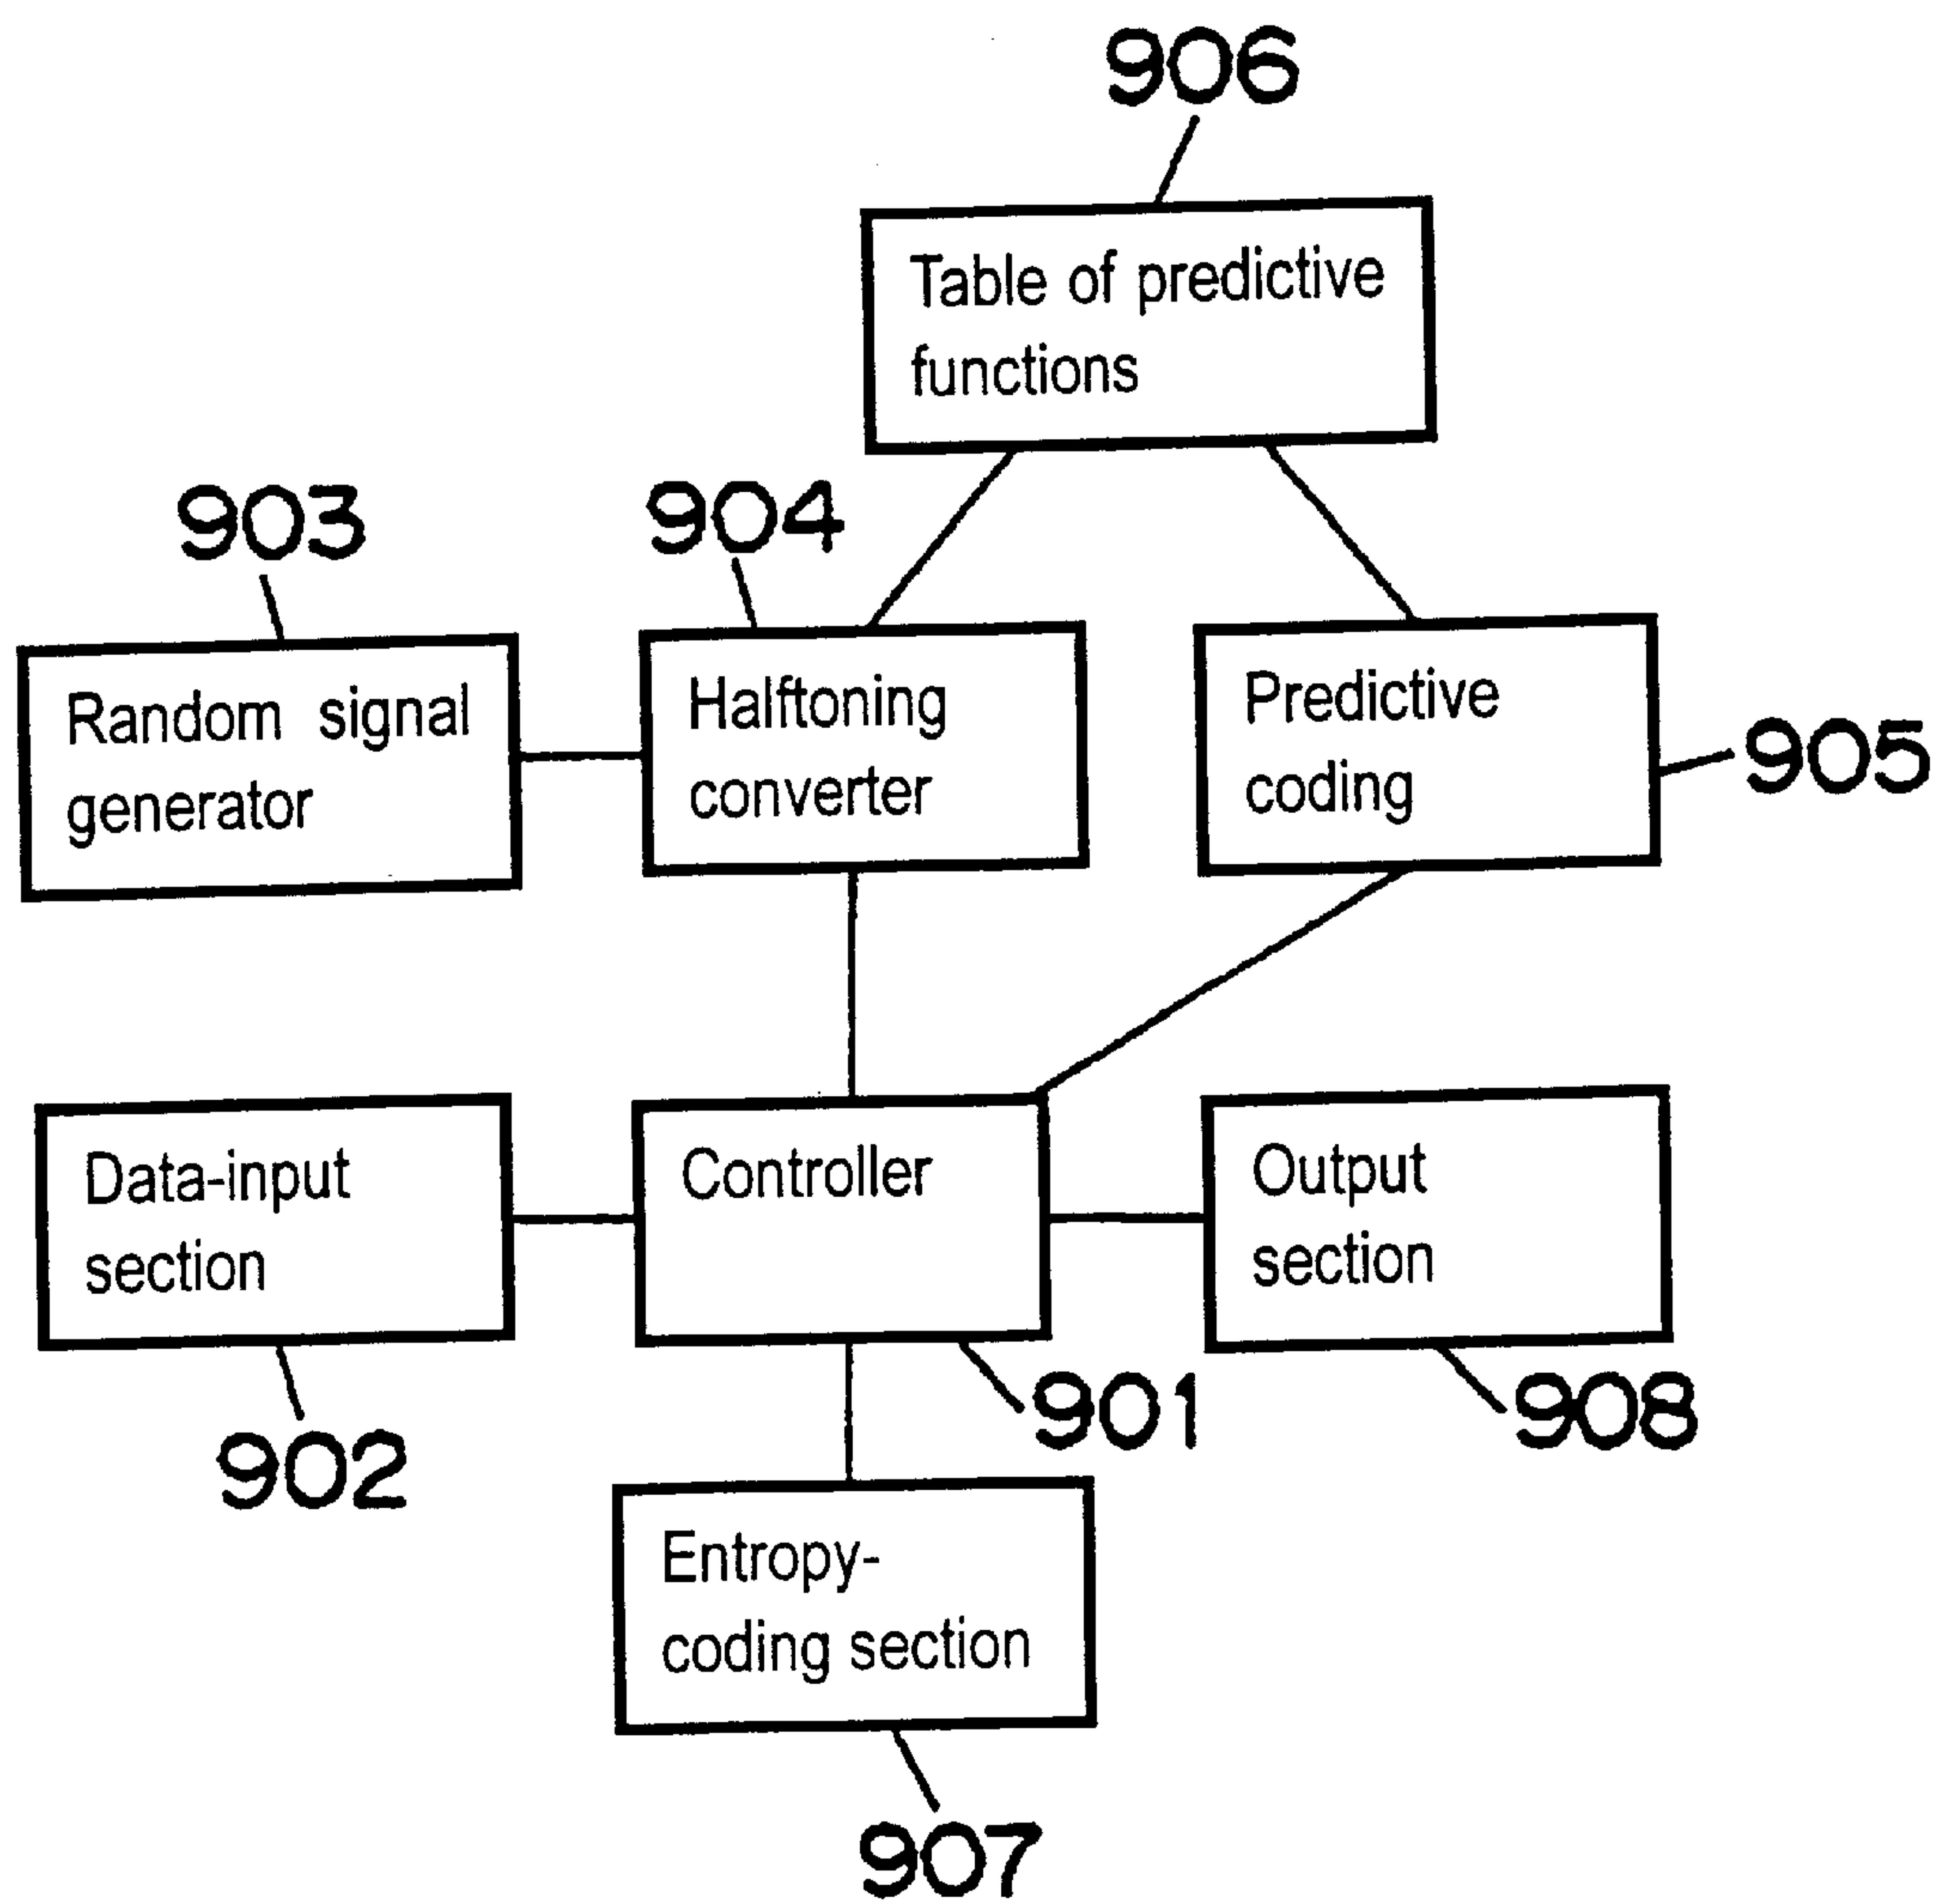 906
Table of predictive
functions
903
904
Random signal
generator
Halftoning
converter
Predictive
coding
905
Data-input
section
Controller
Output
section
902
901
908
Entropy-
coding section
907